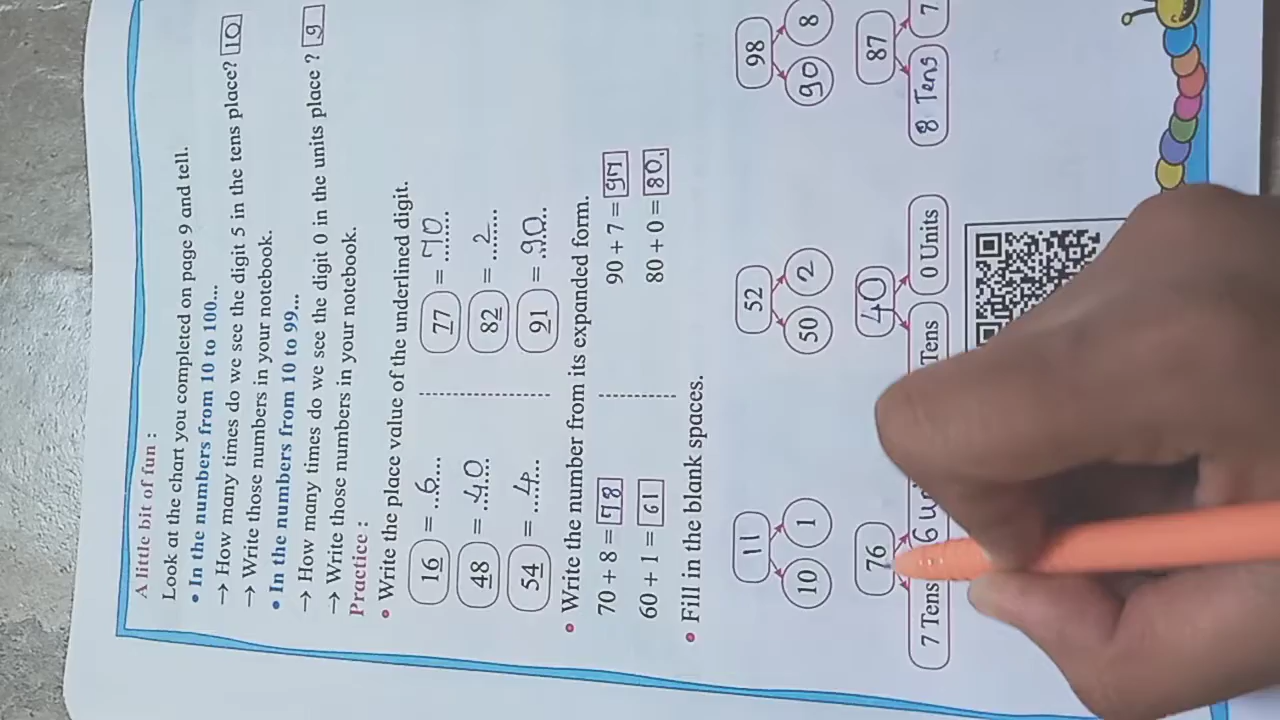 A little bit of fun :
Look at the chart you completed on page 9 and tell.
• In the numbers from 10 to 100...
→ How many times do we see the digit 5 in the tens place? 10
→ Write those numbers in your notebook.
• In the numbers from 10 to 99...
→ How many times do we see the digit 0 in the units place ? 9
→ Write those numbers in your notebook.
Practice :
• Write the place value of the underlined digit.
16 = 6 77 = 70
48 = 40 82 = 2
54 = 4 91 = 90
• Write the number from its expanded form.
70 + 8 = 78 90 + 7 = 97
60 + 1 = 61 80 + 0 = 80
• Fill in the blank spaces.
11 52 98
10 1 50 2 90 8
76 40 87
7 Tens 6 Tens 0 Units 8 Tens 7